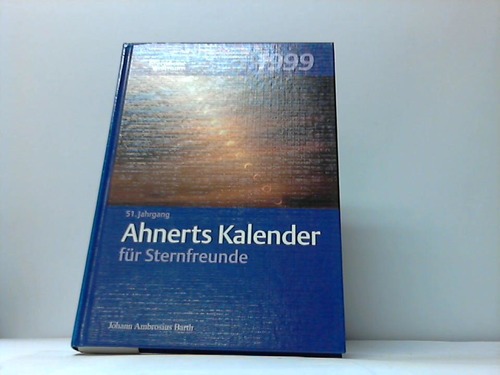 1999
51. Jahrgang
Ahnerts Kalender
für Sternfreunde
Johann Ambrosius Barth